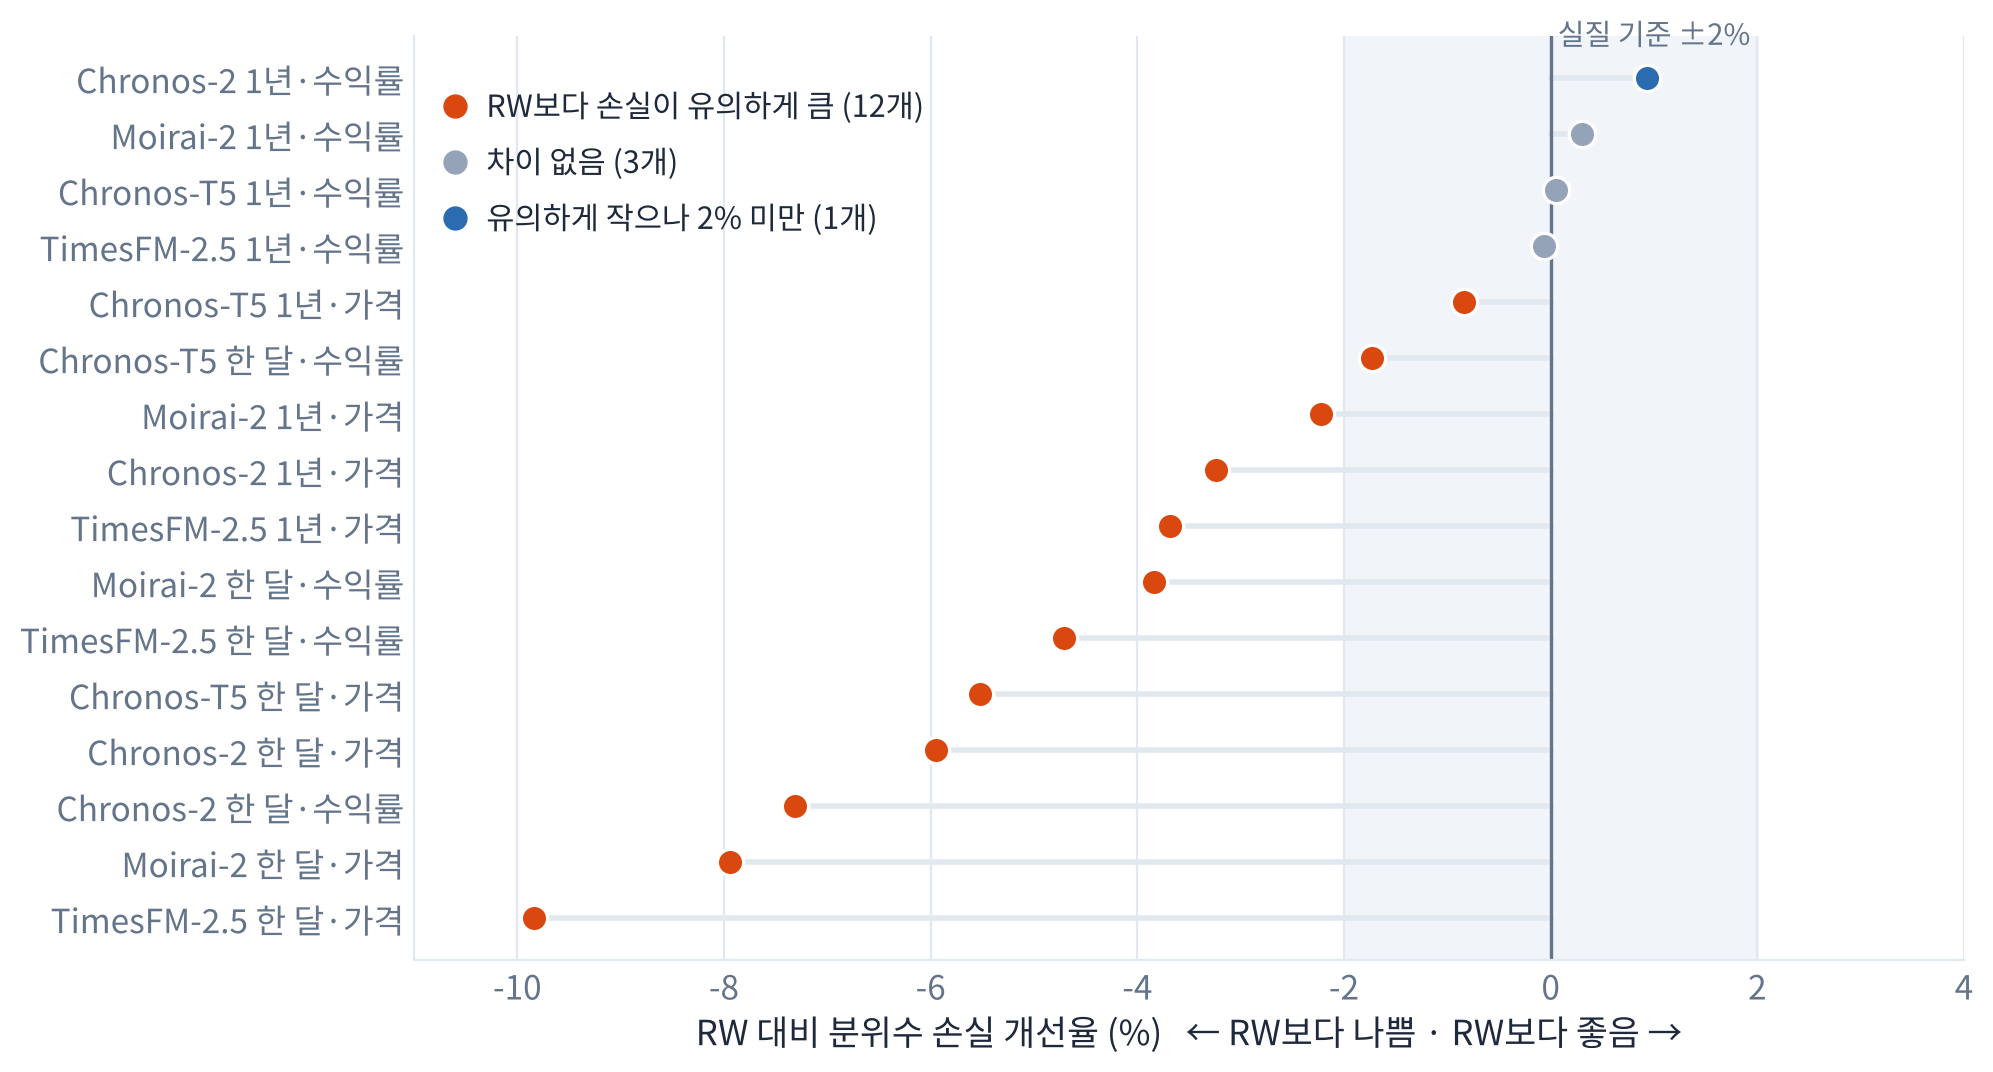 실질 기준 ±2%
Chronos-2 1년·수익률
Moirai-2 1년·수익률
Chronos-T5 1년·수익률
TimesFM-2.5 1년·수익률
Chronos-T5 1년·가격
Chronos-T5 한 달·수익률
Moirai-2 1년·가격
Chronos-2 1년·가격
TimesFM-2.5 1년·가격
Moirai-2 한 달·수익률
TimesFM-2.5 한 달·수익률
Chronos-T5 한 달·가격
Chronos-2 한 달·가격
Chronos-2 한 달·수익률
Moirai-2 한 달·가격
TimesFM-2.5 한 달·가격
RW보다 손실이 유의하게 큼 (12개)
차이 없음 (3개)
유의하게 작으나 2% 미만 (1개)
-10 -8 -6 -4 -2 0 2 4
RW 대비 분위수 손실 개선율 (%) ← RW보다 나쁨 · RW보다 좋음 →